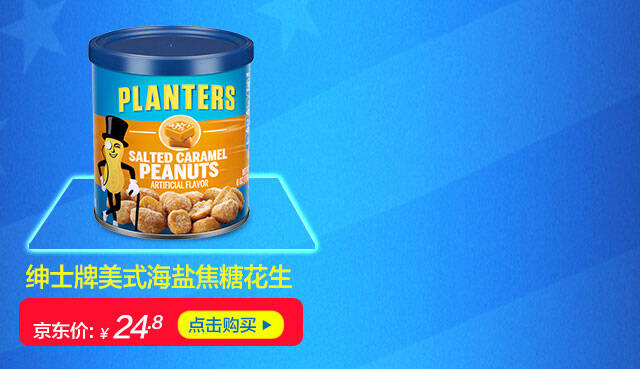 PLANTERS
SALTED CARAMEL
PEANUTS
ARTIFICIAL FLAVOR
绅士牌美式海盐焦糖花生
京东价: ¥ 24.8 点击购买